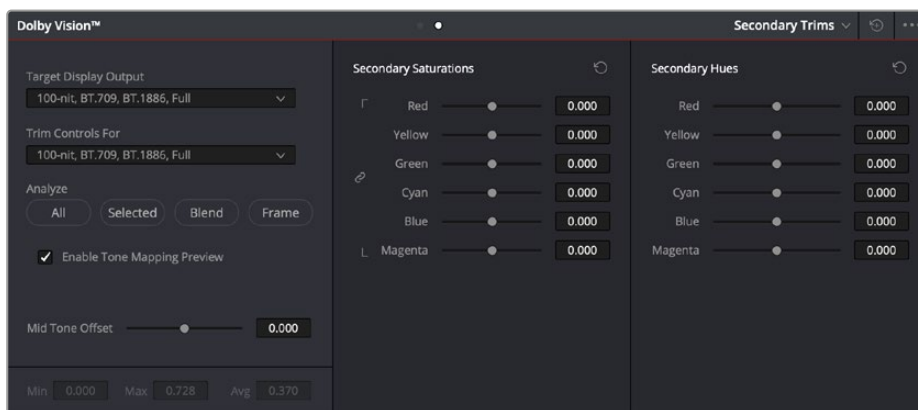 Dolby Vision™
Secondary Trims
Target Display Output
100-nit, BT.709, BT.1886, Full
Trim Controls For
100-nit, BT.709, BT.1886, Full
Analyze
All Selected Blend Frame
Enable Tone Mapping Preview
Mid Tone Offset 0.000
Min 0.000 Max 0.728 Avg 0.370
Secondary Saturations
Red 0.000
Yellow 0.000
Green 0.000
Cyan 0.000
Blue 0.000
Magenta 0.000
Secondary Hues
Red 0.000
Yellow 0.000
Green 0.000
Cyan 0.000
Blue 0.000
Magenta 0.000